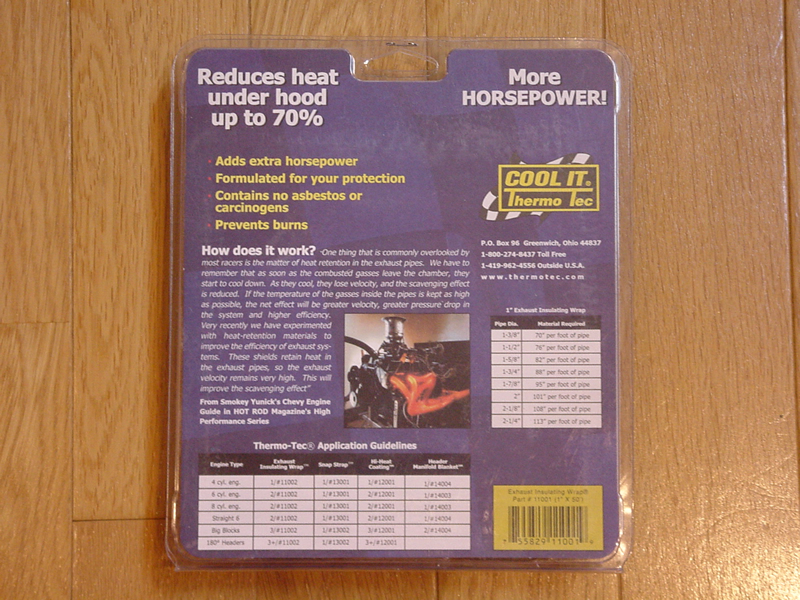 Reduces heat
under hood
up to 70%
More
HORSEPOWER!
· Adds extra horsepower
· Formulated for your protection
· Contains no asbestos or
carcinogens
· Prevents burns
COOL IT®
Thermo Tec
P.O. Box 96 Greenwich, Ohio 44837
1-800-274-8437 Toll Free
1-419-962-4556 Outside U.S.A.
www.thermotec.com
How does it work? -One thing that is commonly overlooked by
most racers is the matter of heat retention in the exhaust pipes. We have to
remember that as soon as the combusted gasses leave the chamber, they
start to cool down. As they cool, they lose velocity, and the scavenging effect
is reduced. If the temperature of the gasses inside the pipes is kept as high
as possible, the net effect will be greater velocity, greater pressure drop in
the system and higher efficiency.
Very recently we have experimented
with heat-retention materials to
improve the efficiency of exhaust sys-
tems. These shields retain heat in
the exhaust pipes, so the exhaust
velocity remains very high. This will
improve the scavenging effect"
From Smokey Yunick's Chevy Engine
Guide in HOT ROD Magazine's High
Performance Series
1" Exhaust Insulating Wrap
Pipe Dia. Material Required
1-3/8" 70" per foot of pipe
1-1/2" 76" per foot of pipe
1-5/8" 82" per foot of pipe
1-3/4" 88" per foot of pipe
1-7/8" 95" per foot of pipe
2" 101" per foot of pipe
2-1/8" 108" per foot of pipe
2-1/4" 113" per foot of pipe
Thermo-Tec® Application Guidelines
Engine Type Exhaust Insulating Wrap™ Snap Strap™ Hi-Heat Coating™ Header Manifold Blanket™
4 cyl. eng. 1/#11002 1/#13001 1/#12001 1/#14004
6 cyl. eng. 2/#11002 1/#13001 1/#12001 1/#14003
8 cyl. eng. 2/#11002 1/#13001 2/#12001 1/#14003
Straight 6 2/#11002 1/#13001 1/#12001 1/#14004
Big Blocks 3/#11002 1/#13002 3/#12001 2/#14004
180° Headers 3+/#11002 1/#13002 3+/#12001
Exhaust Insulating Wrap®
Part # 11001 (1" X 50')
7 55829 11001